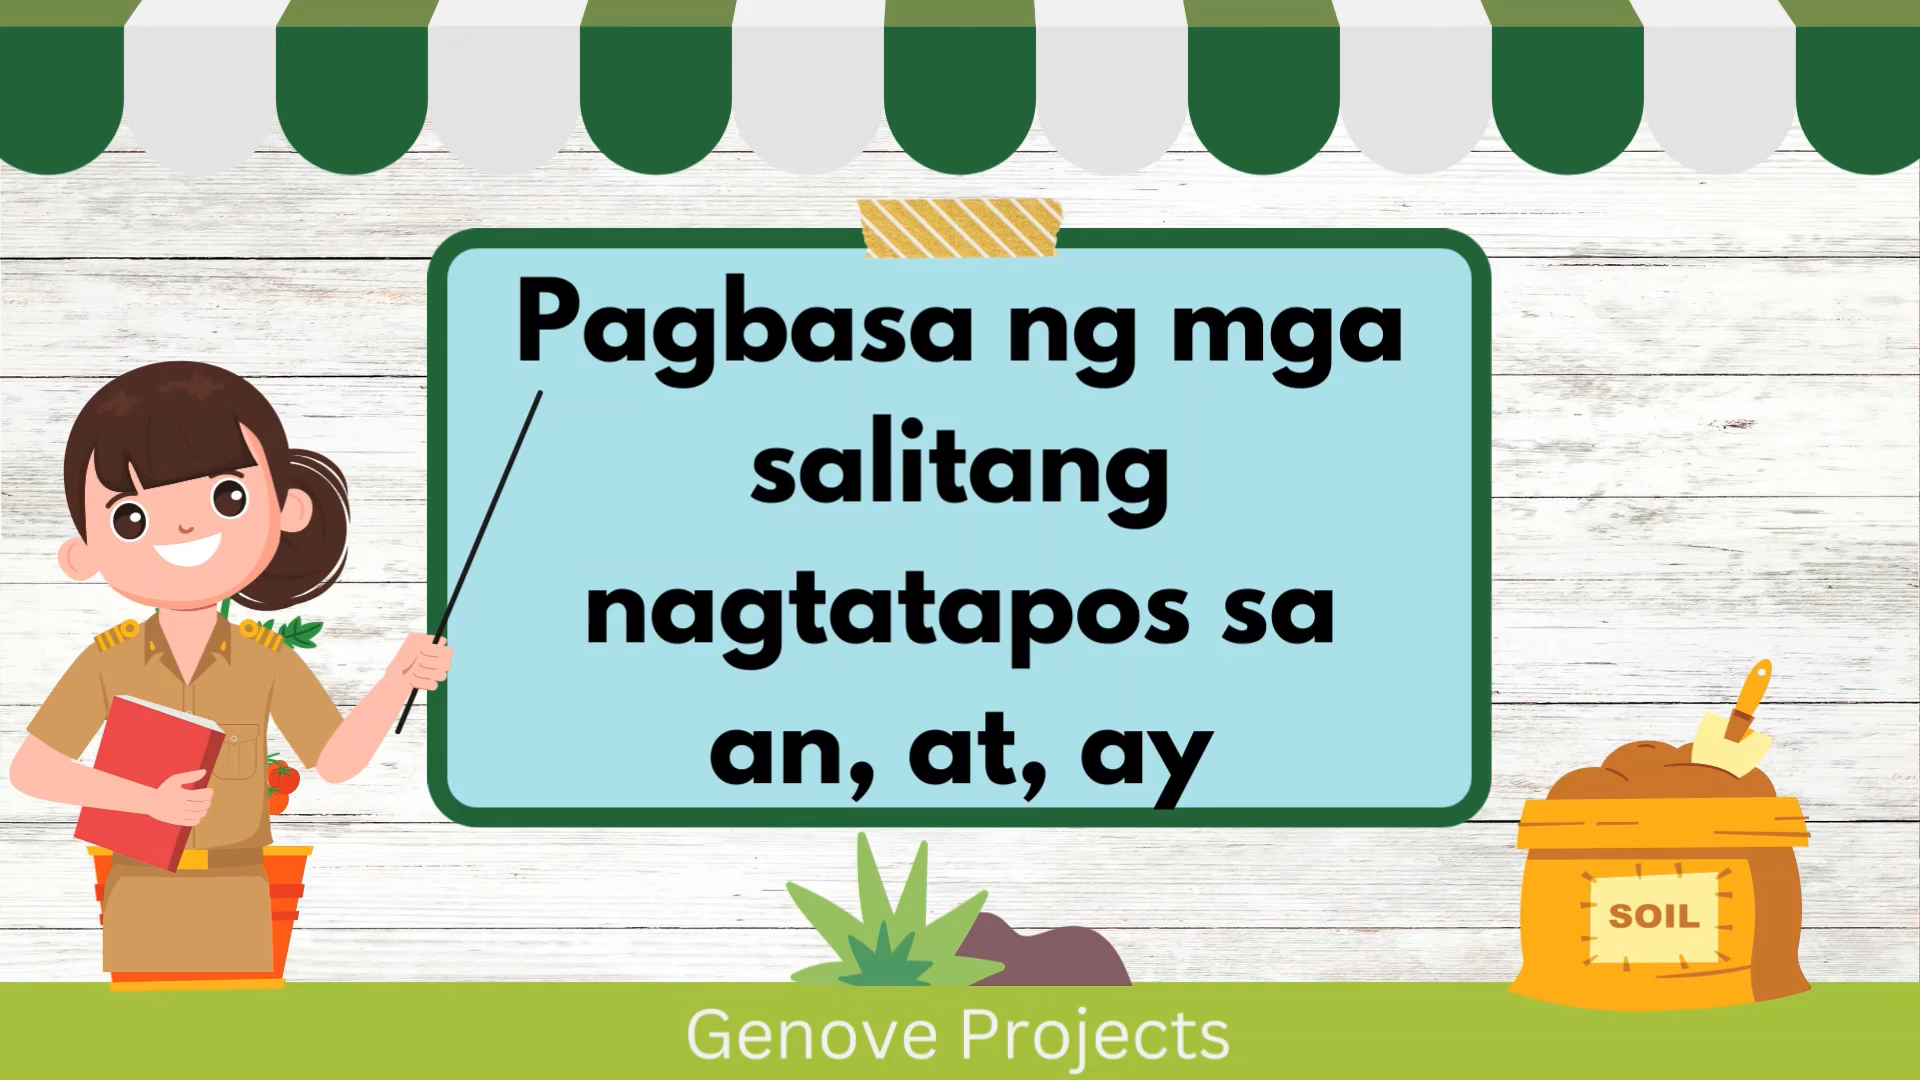 Pagbasa ng mga
salitang
nagtatapos sa
an, at, ay
SOIL
Genove Projects